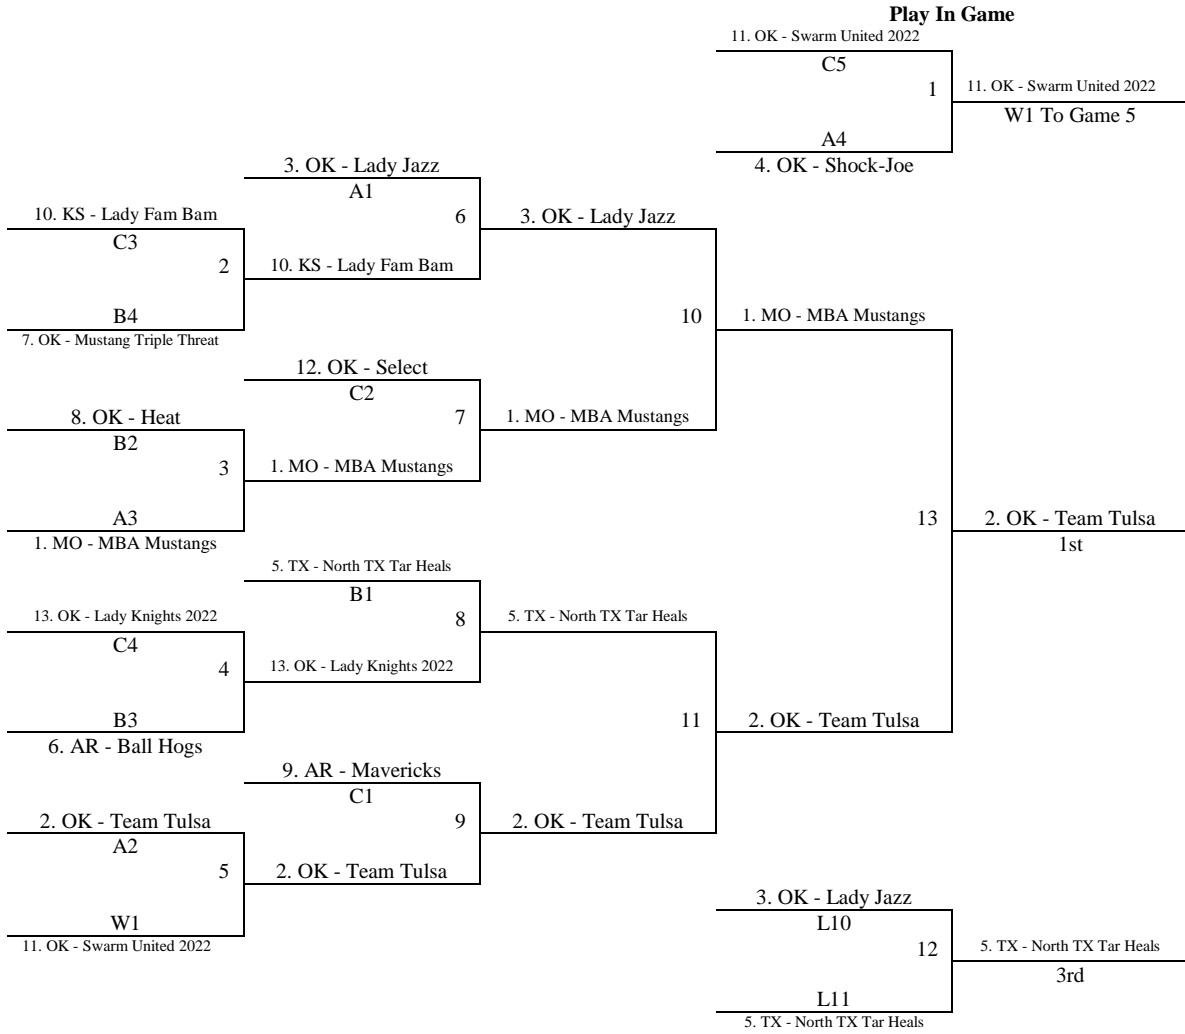 Play In Game
11. OK - Swarm United 2022
C5
1
11. OK - Swarm United 2022
W1 To Game 5
A4
4. OK - Shock-Joe
3. OK - Lady Jazz
A1
10. KS - Lady Fam Bam
6
3. OK - Lady Jazz
C3
2
10. KS - Lady Fam Bam
B4
10
1. MO - MBA Mustangs
7. OK - Mustang Triple Threat
12. OK - Select
C2
8. OK - Heat
7
1. MO - MBA Mustangs
B2
3
1. MO - MBA Mustangs
A3
13
2. OK - Team Tulsa
1. MO - MBA Mustangs
1st
5. TX - North TX Tar Heals
B1
13. OK - Lady Knights 2022
8
5. TX - North TX Tar Heals
C4
4
13. OK - Lady Knights 2022
B3
11
2. OK - Team Tulsa
6. AR - Ball Hogs
9. AR - Mavericks
C1
2. OK - Team Tulsa
9
2. OK - Team Tulsa
A2
5
2. OK - Team Tulsa
3. OK - Lady Jazz
W1
L10
11. OK - Swarm United 2022
12
5. TX - North TX Tar Heals
3rd
L11
5. TX - North TX Tar Heals